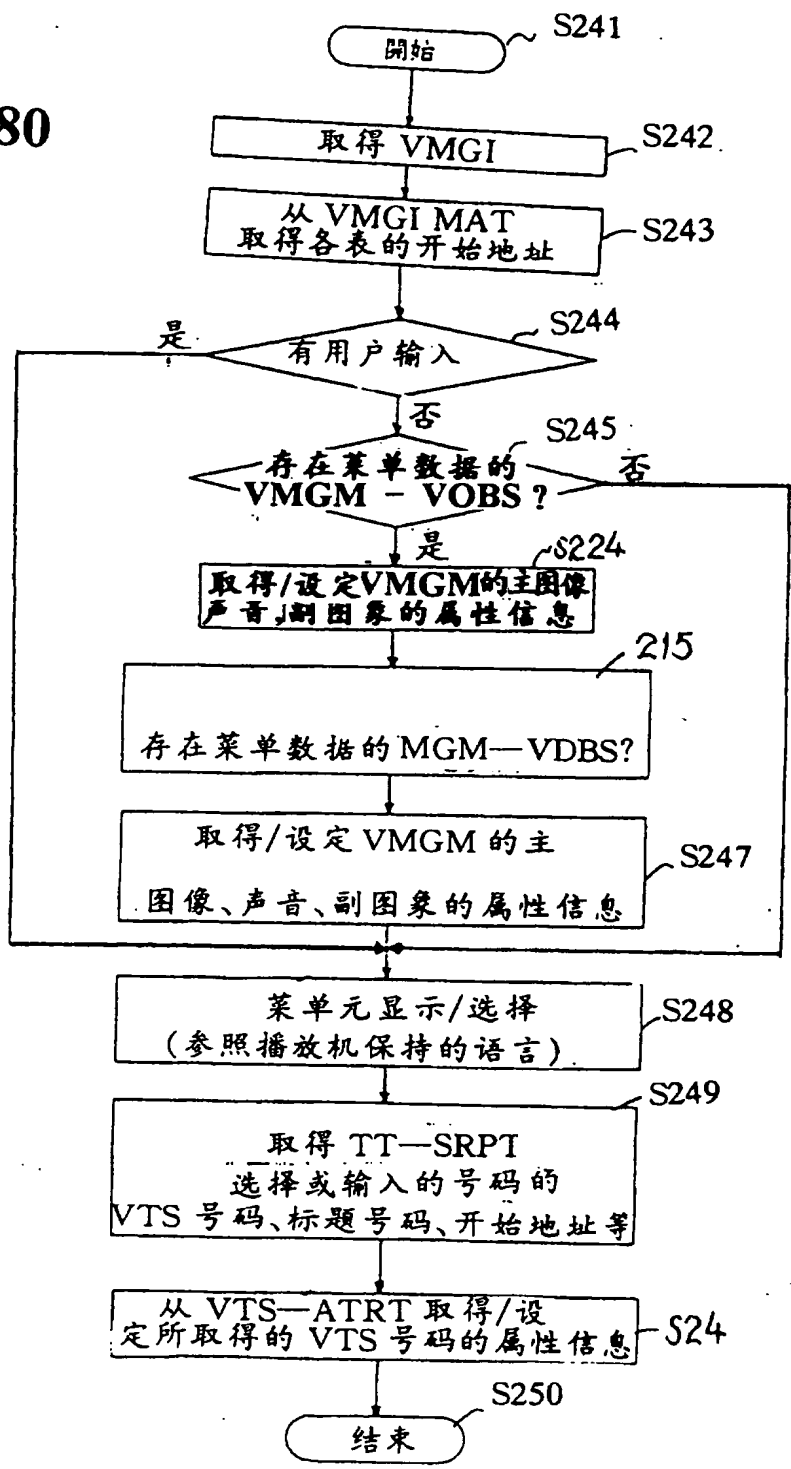 S241
開始
80
取得 VMGI
S242
从 VMGI MAT
取得各表的开始地址
S243
S244
是
有用户输入
否
S245
存在菜单数据的
VMGM - VOBS ?
否
是
S224
取得/设定VMGM的主图像
声音,副图象的属性信息
215
存在菜单数据的MGM—VDBS?
取得/设定 VMGM 的主
图像、声音、副图象的属性信息
S247
菜单元显示/选择
(参照播放机保持的语言)
S248
S249
取得 TT—SRPT
选择或输入的号码的
VTS 号码、标题号码、开始地址等
从 VTS—ATRT 取得/设
定所取得的 VTS 号码的属性信息
S24
S250
结束